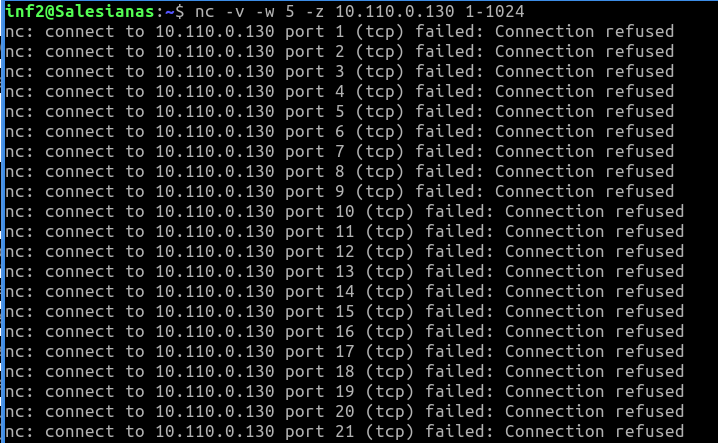 inf2@Salesianas:~$ nc -v -w 5 -z 10.110.0.130 1-1024
nc: connect to 10.110.0.130 port 1 (tcp) failed: Connection refused
nc: connect to 10.110.0.130 port 2 (tcp) failed: Connection refused
nc: connect to 10.110.0.130 port 3 (tcp) failed: Connection refused
nc: connect to 10.110.0.130 port 4 (tcp) failed: Connection refused
nc: connect to 10.110.0.130 port 5 (tcp) failed: Connection refused
nc: connect to 10.110.0.130 port 6 (tcp) failed: Connection refused
nc: connect to 10.110.0.130 port 7 (tcp) failed: Connection refused
nc: connect to 10.110.0.130 port 8 (tcp) failed: Connection refused
nc: connect to 10.110.0.130 port 9 (tcp) failed: Connection refused
nc: connect to 10.110.0.130 port 10 (tcp) failed: Connection refused
nc: connect to 10.110.0.130 port 11 (tcp) failed: Connection refused
nc: connect to 10.110.0.130 port 12 (tcp) failed: Connection refused
nc: connect to 10.110.0.130 port 13 (tcp) failed: Connection refused
nc: connect to 10.110.0.130 port 14 (tcp) failed: Connection refused
nc: connect to 10.110.0.130 port 15 (tcp) failed: Connection refused
nc: connect to 10.110.0.130 port 16 (tcp) failed: Connection refused
nc: connect to 10.110.0.130 port 17 (tcp) failed: Connection refused
nc: connect to 10.110.0.130 port 18 (tcp) failed: Connection refused
nc: connect to 10.110.0.130 port 19 (tcp) failed: Connection refused
nc: connect to 10.110.0.130 port 20 (tcp) failed: Connection refused
nc: connect to 10.110.0.130 port 21 (tcp) failed: Connection refused